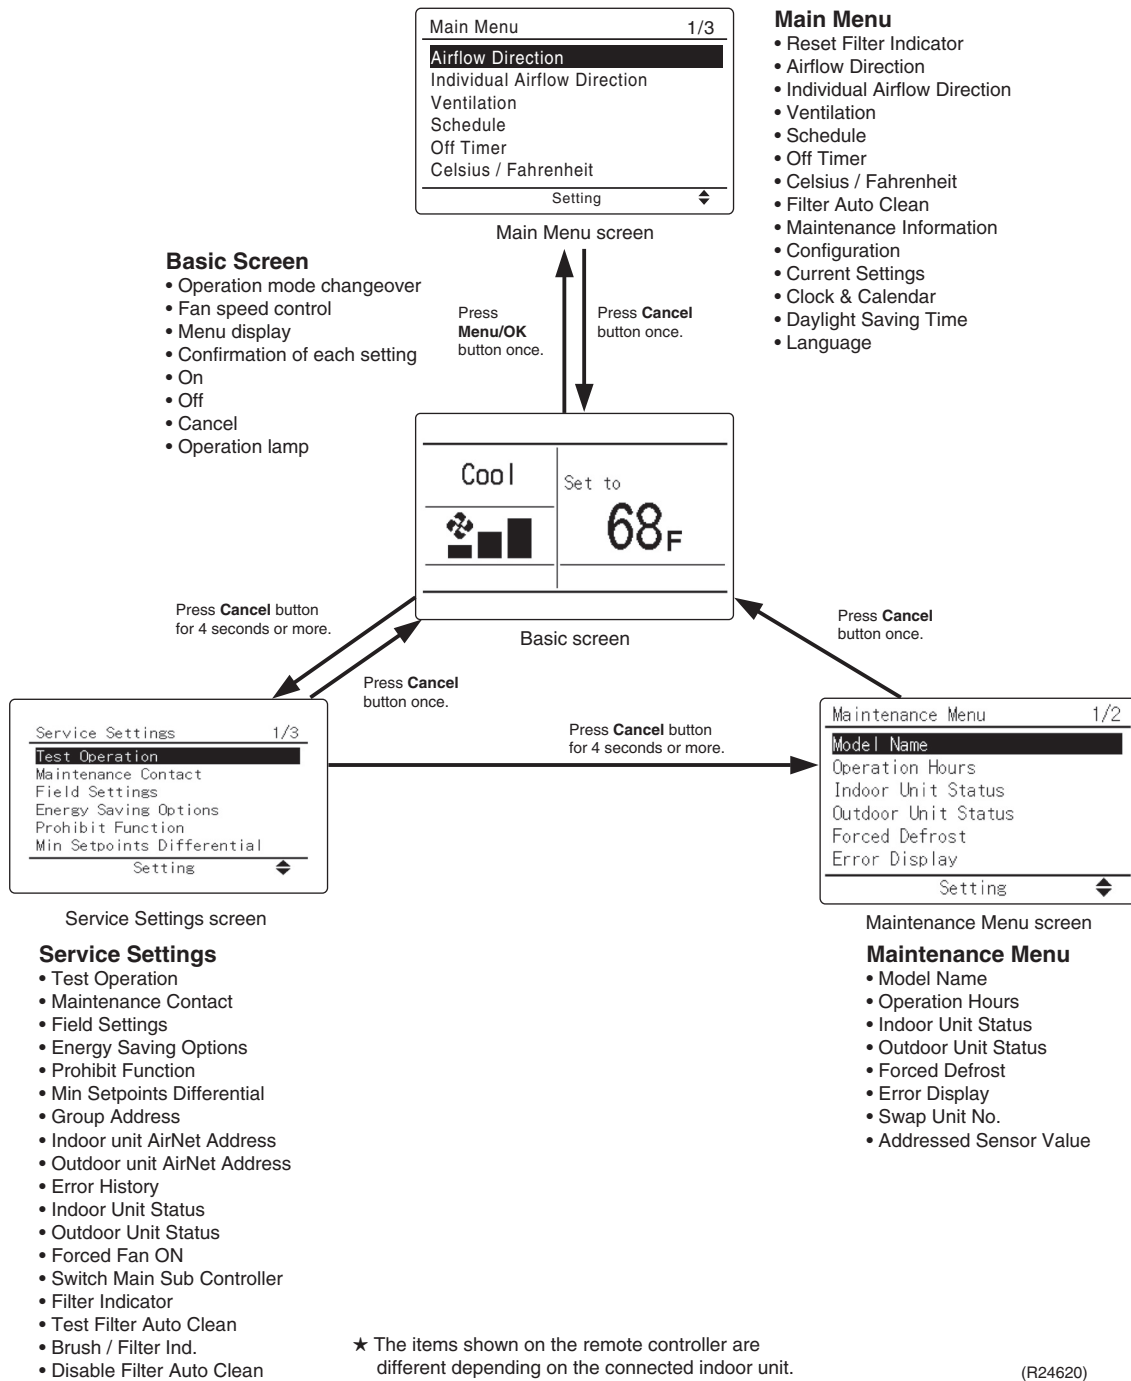 Main Menu 1/3
Airflow Direction
Individual Airflow Direction
Ventilation
Schedule
Off Timer
Celsius / Fahrenheit
Setting
Main Menu screen
Main Menu
• Reset Filter Indicator
• Airflow Direction
• Individual Airflow Direction
• Ventilation
• Schedule
• Off Timer
• Celsius / Fahrenheit
• Filter Auto Clean
• Maintenance Information
• Configuration
• Current Settings
• Clock & Calendar
• Daylight Saving Time
• Language
Basic Screen
• Operation mode changeover
• Fan speed control
• Menu display
• Confirmation of each setting
• On
• Off
• Cancel
• Operation lamp
Press
Menu/OK
button once.
Press Cancel
button once.
Cool
Set to
68F
Basic screen
Press Cancel button
for 4 seconds or more.
Press Cancel
button once.
Press Cancel
button once.
Press Cancel button
for 4 seconds or more.
Service Settings 1/3
Test Operation
Maintenance Contact
Field Settings
Energy Saving Options
Prohibit Function
Min Setpoints Differential
Setting
Service Settings screen
Maintenance Menu 1/2
Model Name
Operation Hours
Indoor Unit Status
Outdoor Unit Status
Forced Defrost
Error Display
Setting
Maintenance Menu screen
Service Settings
• Test Operation
• Maintenance Contact
• Field Settings
• Energy Saving Options
• Prohibit Function
• Min Setpoints Differential
• Group Address
• Indoor unit AirNet Address
• Outdoor unit AirNet Address
• Error History
• Indoor Unit Status
• Outdoor Unit Status
• Forced Fan ON
• Switch Main Sub Controller
• Filter Indicator
• Test Filter Auto Clean
• Brush / Filter Ind.
• Disable Filter Auto Clean
Maintenance Menu
• Model Name
• Operation Hours
• Indoor Unit Status
• Outdoor Unit Status
• Forced Defrost
• Error Display
• Swap Unit No.
• Addressed Sensor Value
★ The items shown on the remote controller are
different depending on the connected indoor unit.
(R24620)